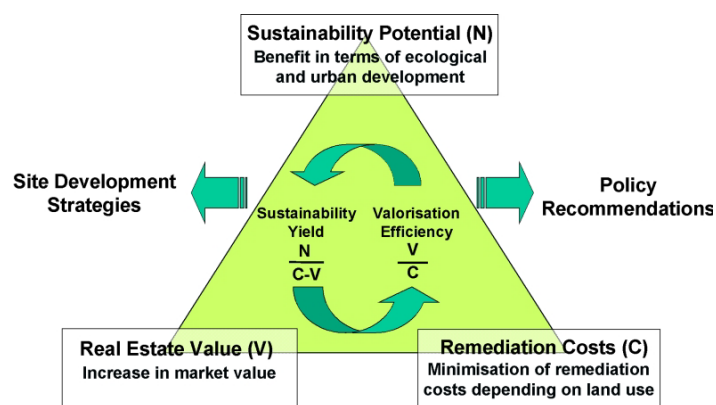 Sustainability Potential (N)
Benefit in terms of ecological
and urban development
Site Development
Strategies
Policy
Recommendations
Sustainability
Yield
N
C-V
Valorisation
Efficiency
V
C
Real Estate Value (V)
Increase in market value
Remediation Costs (C)
Minimisation of remediation
costs depending on land use